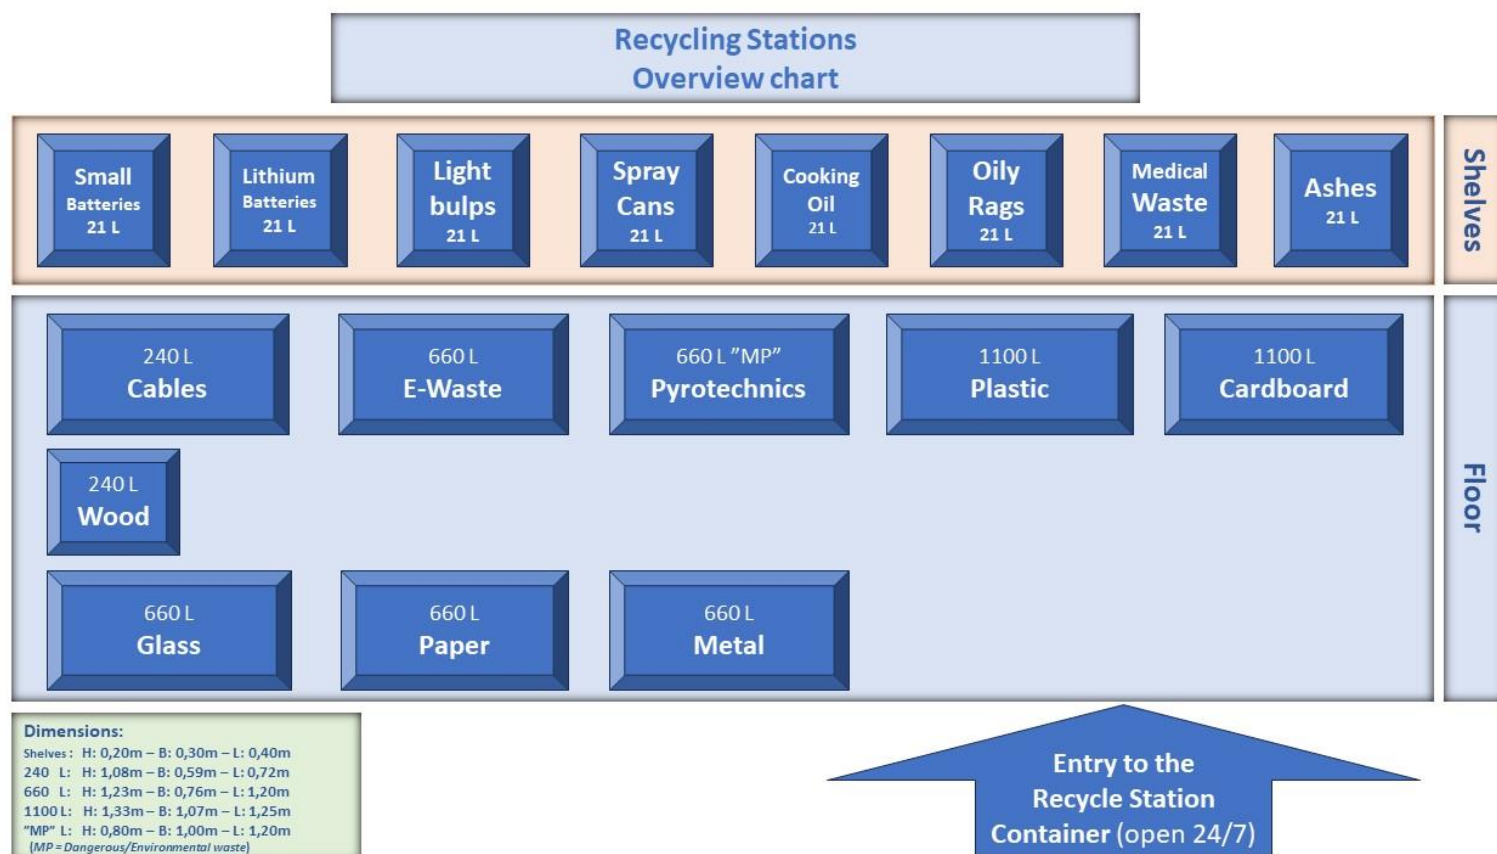 Recycling Stations
Overview chart
Small
Batteries
21 L
Lithium
Batteries
21 L
Light
bulps
21 L
Spray
Cans
21 L
Cooking
Oil
21 L
Oily
Rags
21 L
Medical
Waste
21 L
Ashes
21 L
Shelves
240 L
Cables
660 L
E-Waste
660 L ”MP”
Pyrotechnics
1100 L
Plastic
1100 L
Cardboard
240 L
Wood
660 L
Glass
660 L
Paper
660 L
Metal
Floor
Dimensions:
Shelves : H: 0,20m – B: 0,30m – L: 0,40m
240 L: H: 1,08m – B: 0,59m – L: 0,72m
660 L: H: 1,23m – B: 0,76m – L: 1,20m
1100 L: H: 1,33m – B: 1,07m – L: 1,25m
”MP” L: H: 0,80m – B: 1,00m – L: 1,20m
(MP = Dangerous/Environmental waste)
Entry to the
Recycle Station
Container (open 24/7)